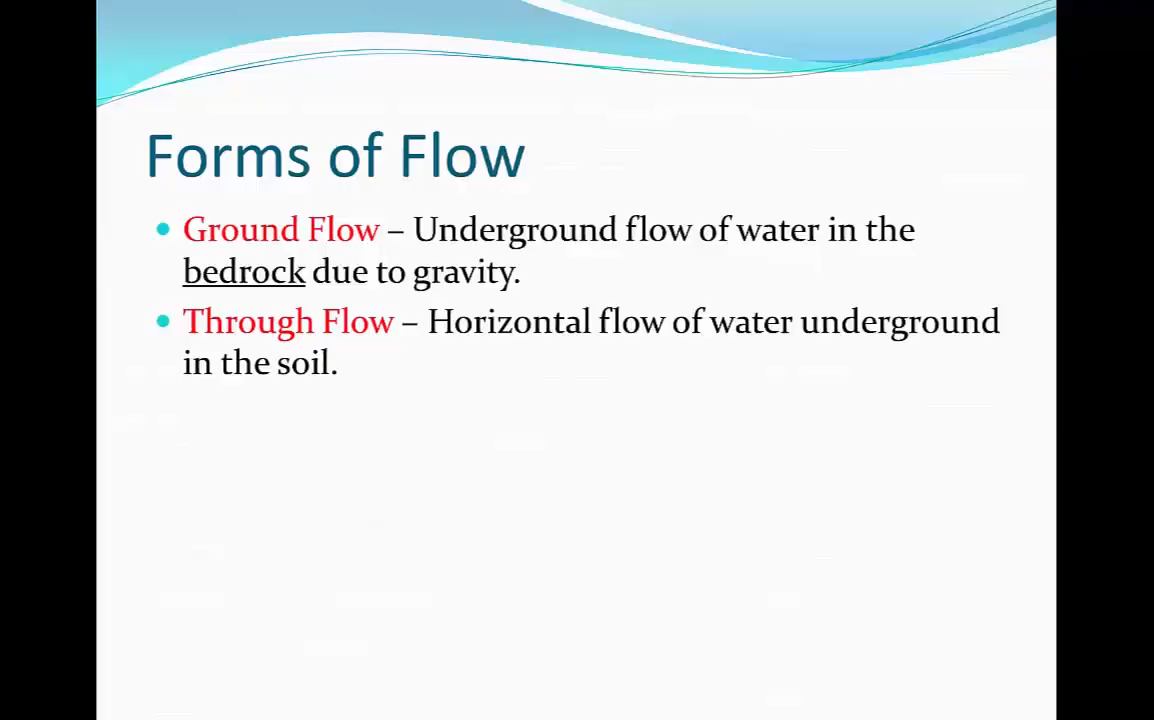 Forms of Flow
• Ground Flow – Underground flow of water in the
bedrock due to gravity.
• Through Flow – Horizontal flow of water underground
in the soil.